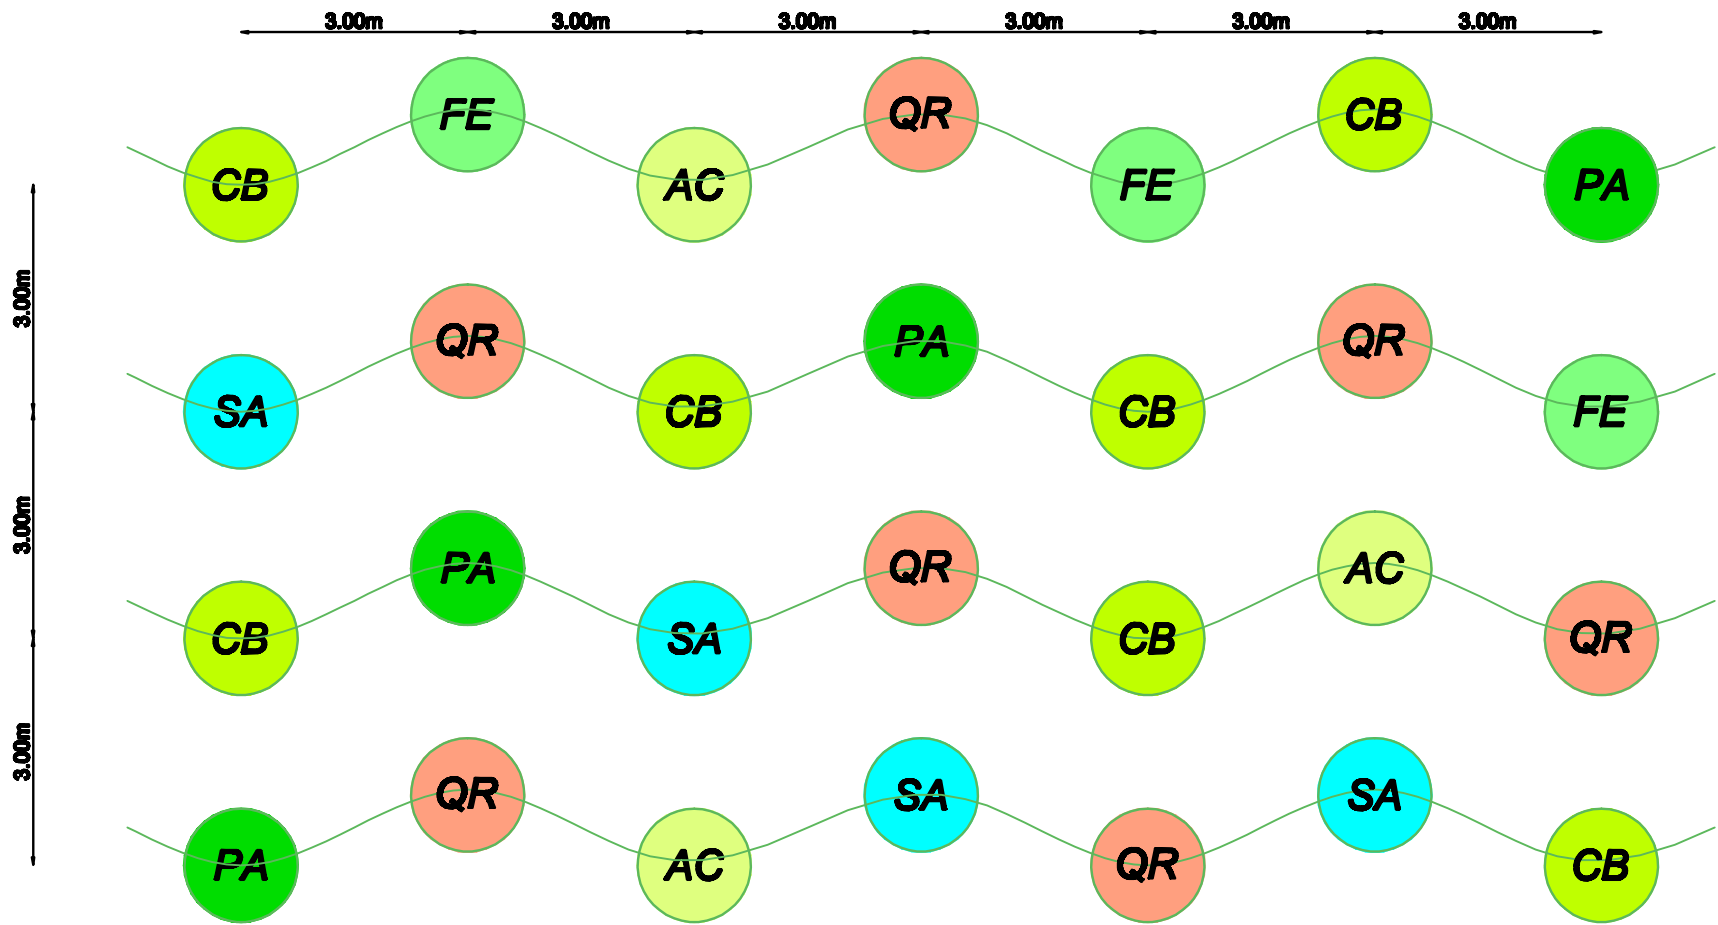 3.00m 3.00m 3.00m 3.00m 3.00m 3.00m
FE QR CB
CB AC FE PA
3.00m
QR PA QR
SA CB CB FE
3.00m
PA QR AC
CB SA CB QR
3.00m
QR SA SA
PA AC QR CB